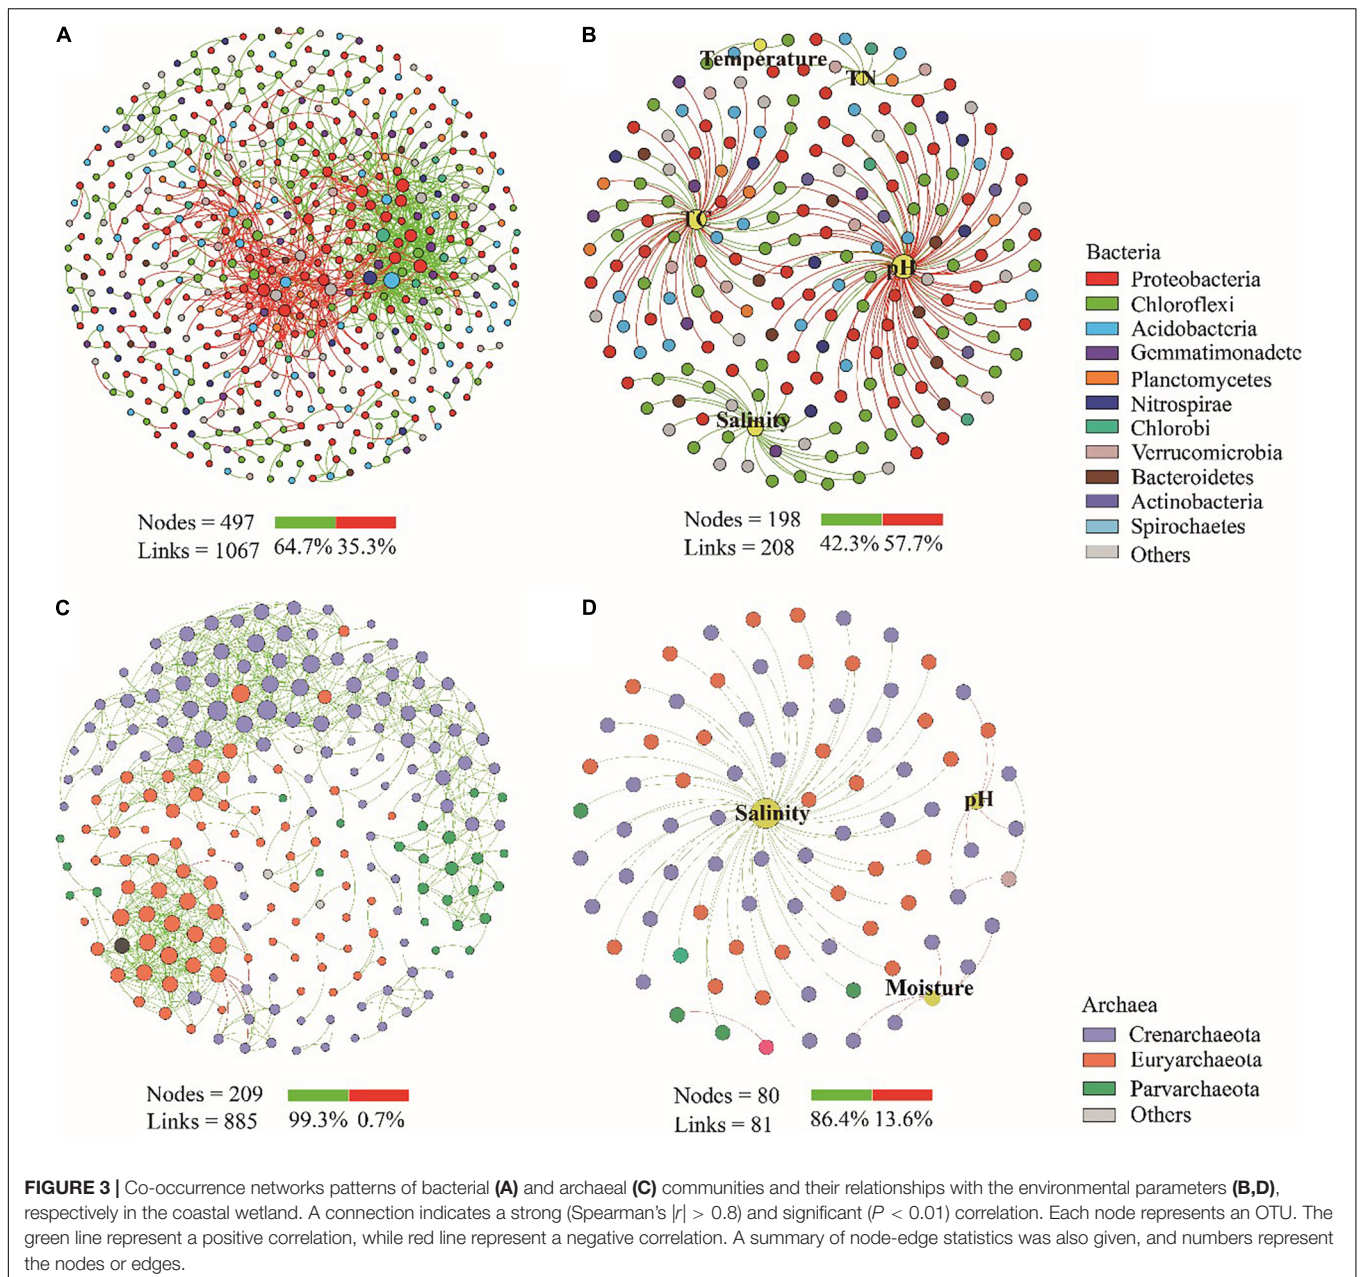 A
B
Temperature
TN
TC
pH
Salinity
Bacteria
Proteobacteria
Chloroflexi
Acidobacteria
Gemmatimonadete
Planctomycetes
Nitrospirae
Chlorobi
Verrucomicrobia
Bacteroidetes
Actinobacteria
Spirochaetes
Others
Nodes = 497
Links = 1067
64.7% 35.3%
Nodes = 198
Links = 208
42.3% 57.7%
C
D
Salinity
pH
Moisture
Archaea
Crenarchaeota
Euryarchaeota
Parvarchaeota
Others
Nodes = 209
Links = 885
99.3% 0.7%
Nodes = 80
Links = 81
86.4% 13.6%
FIGURE 3 | Co-occurrence networks patterns of bacterial (A) and archaeal (C) communities and their relationships with the environmental parameters (B,D),
respectively in the coastal wetland. A connection indicates a strong (Spearman's |r| > 0.8) and significant (P < 0.01) correlation. Each node represents an OTU. The
green line represent a positive correlation, while red line represent a negative correlation. A summary of node-edge statistics was also given, and numbers represent
the nodes or edges.